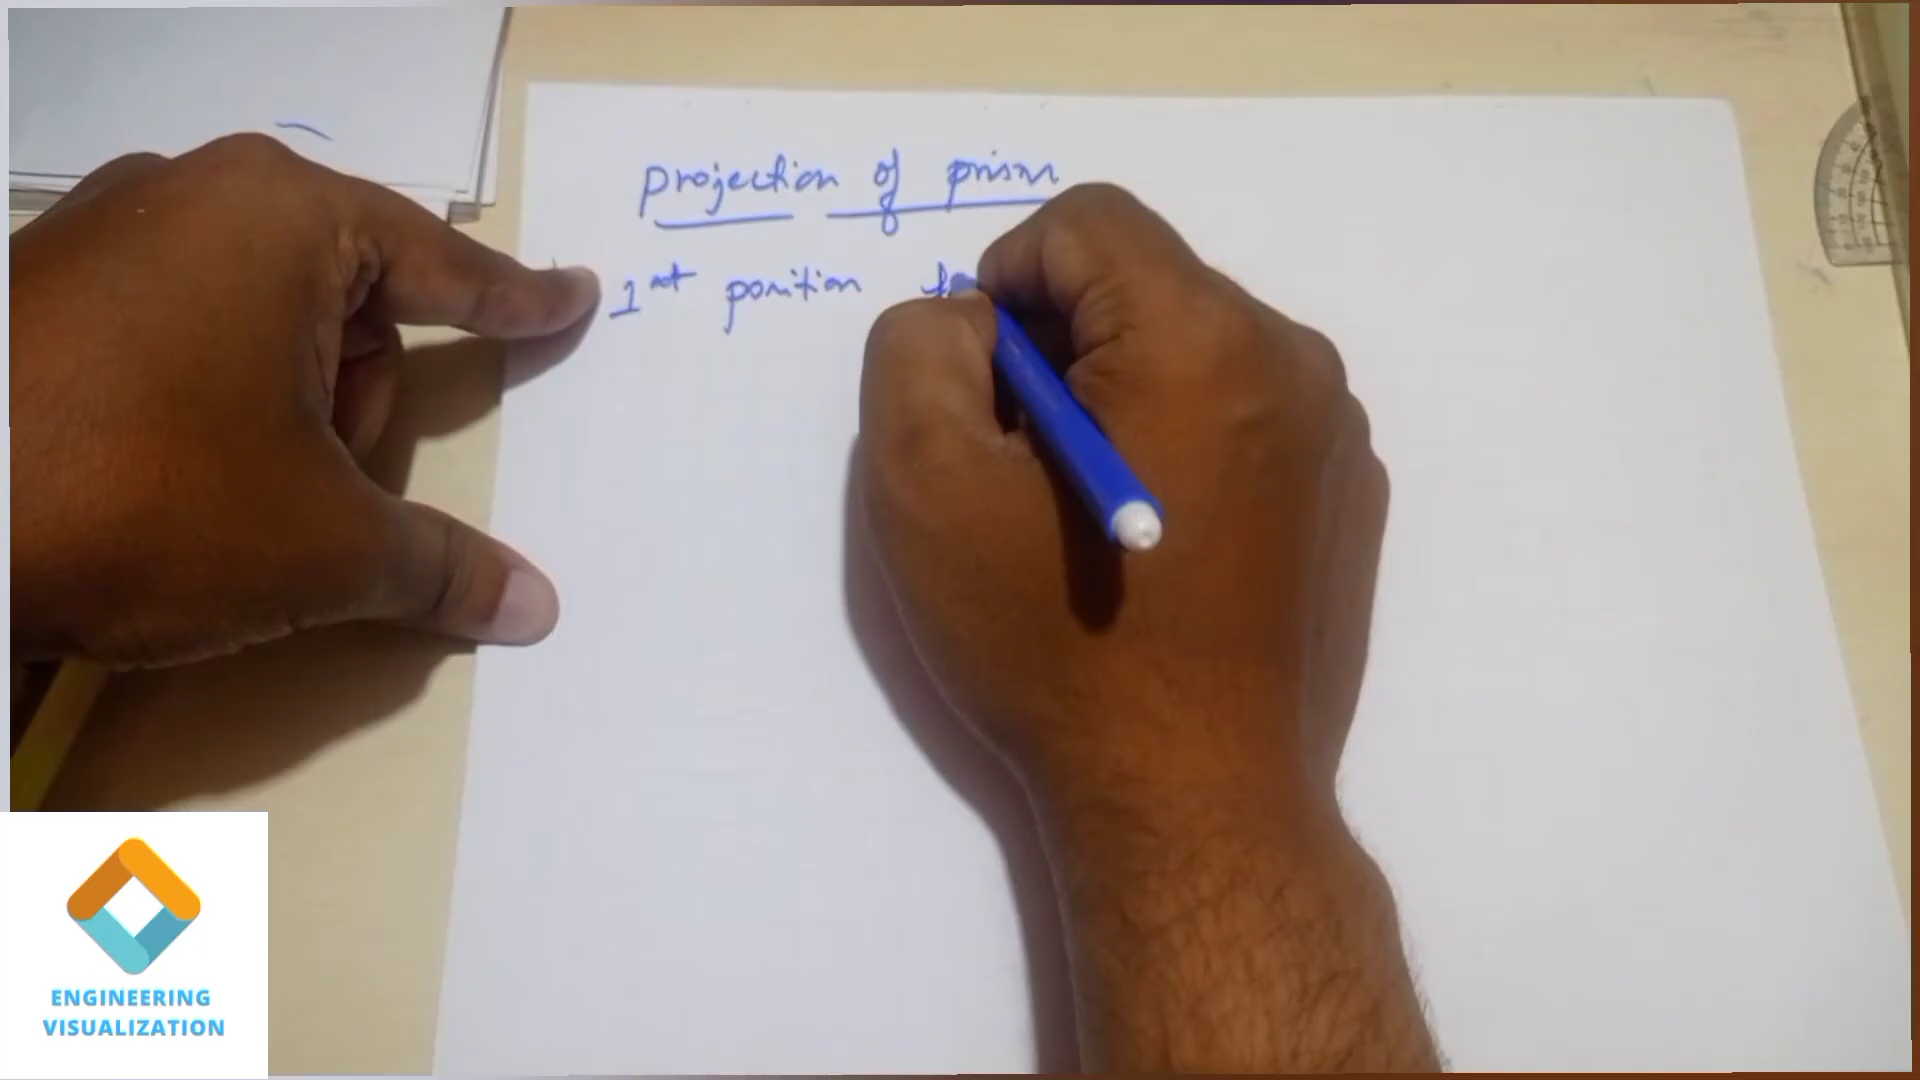 projection of prism
1st position
ENGINEERING
VISUALIZATION